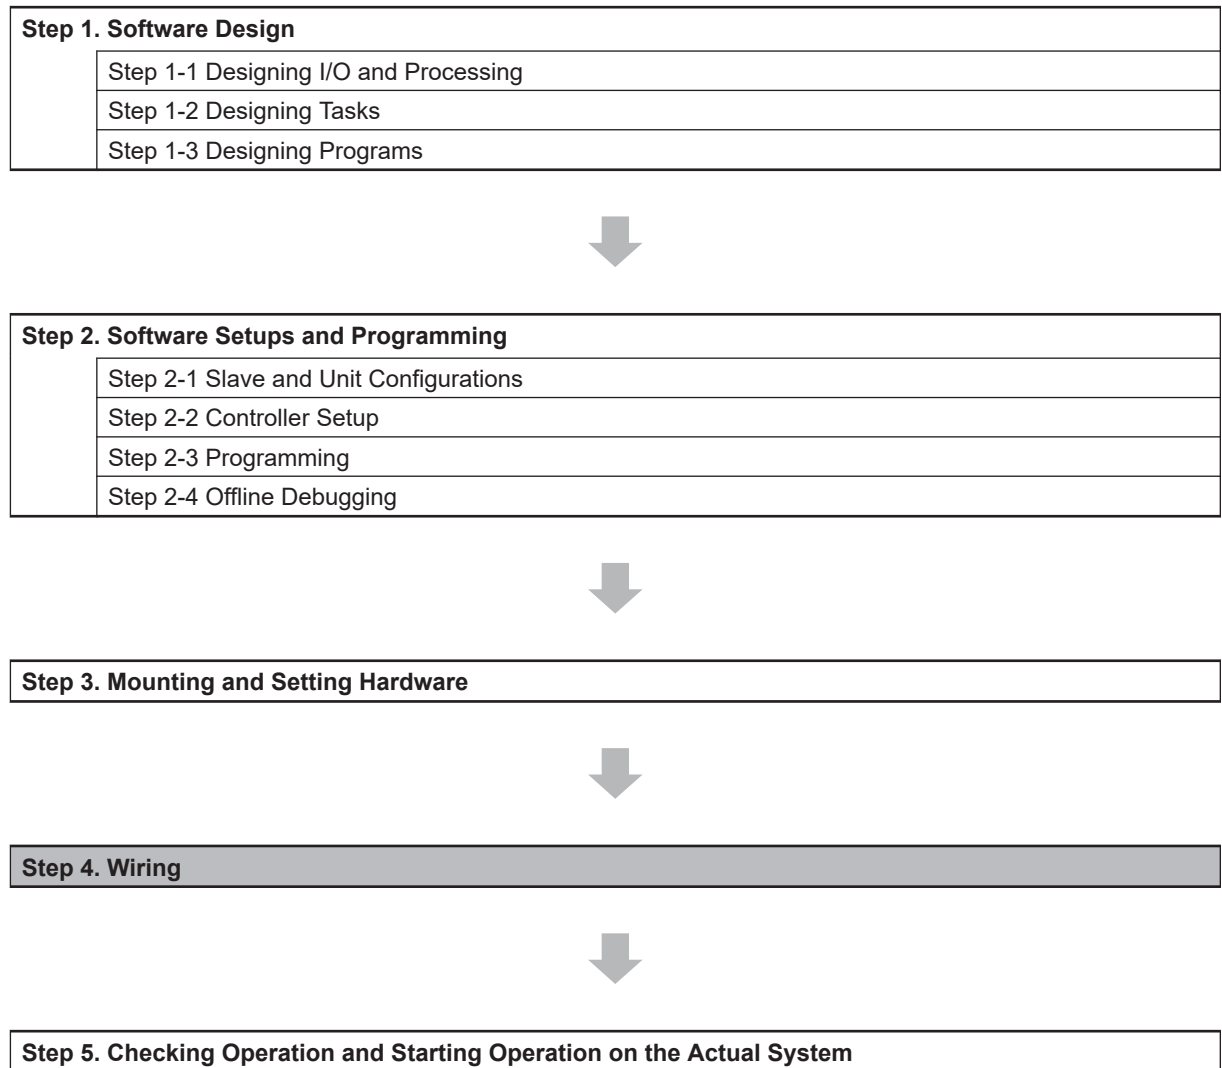 Step 1. Software Design
Step 1-1 Designing I/O and Processing
Step 1-2 Designing Tasks
Step 1-3 Designing Programs
Step 2. Software Setups and Programming
Step 2-1 Slave and Unit Configurations
Step 2-2 Controller Setup
Step 2-3 Programming
Step 2-4 Offline Debugging
Step 3. Mounting and Setting Hardware
Step 4. Wiring
Step 5. Checking Operation and Starting Operation on the Actual System